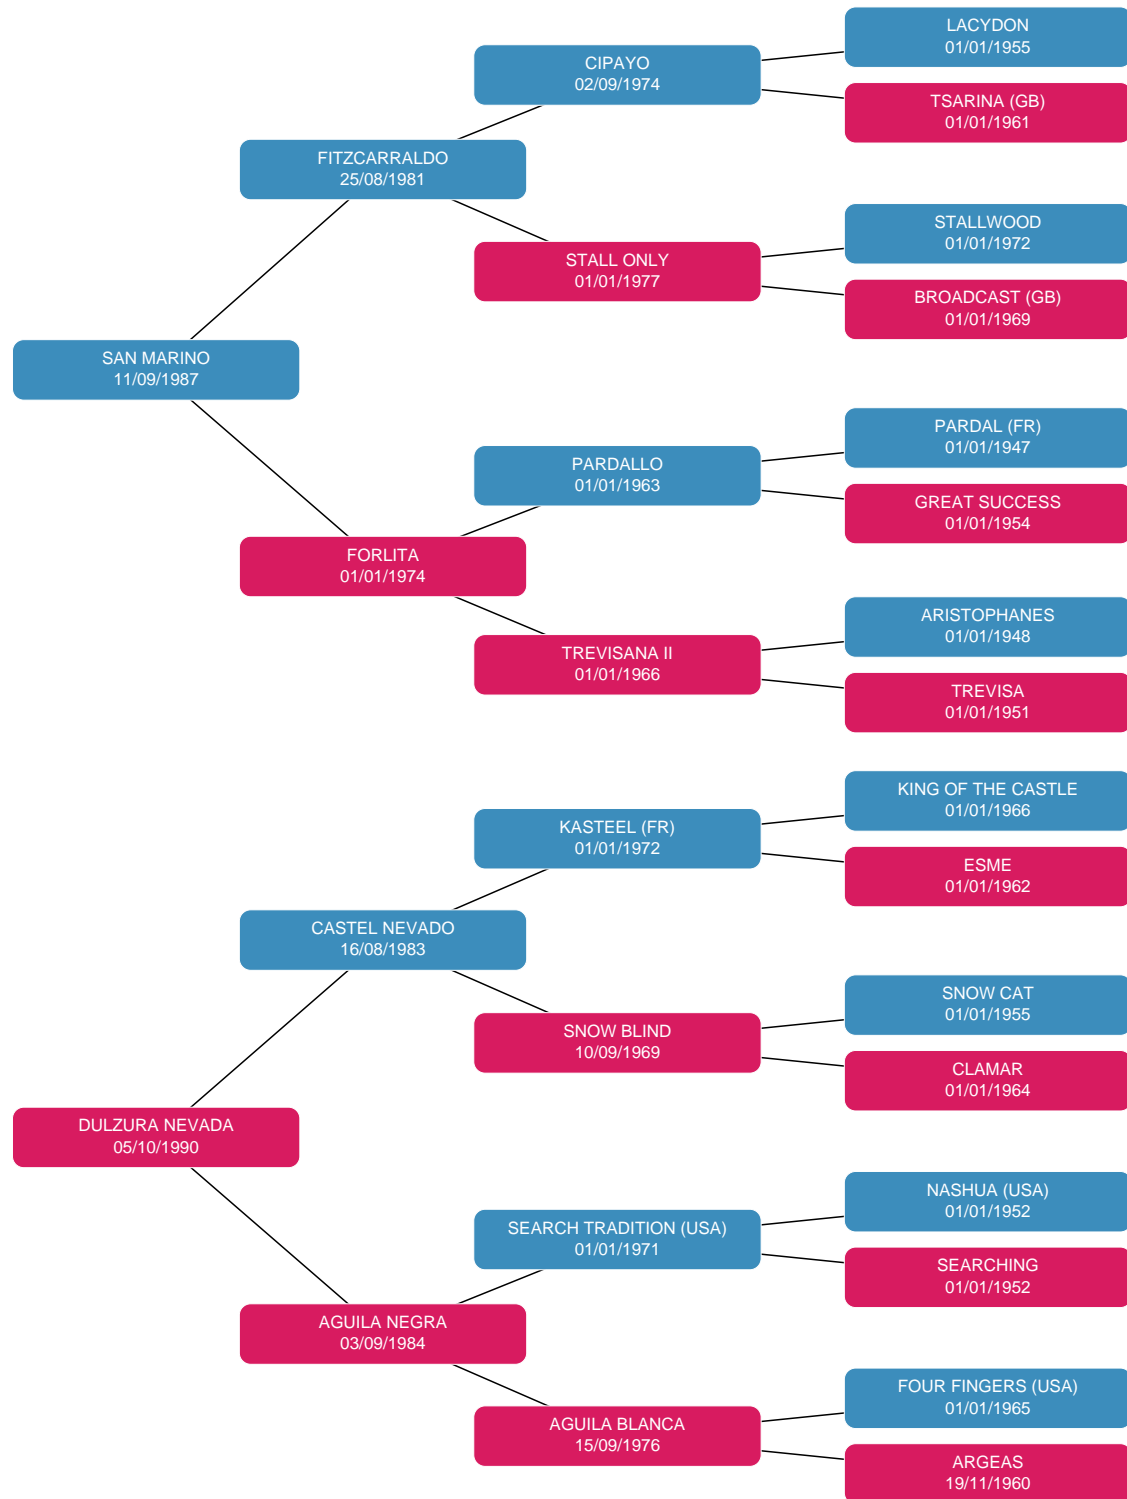 LACYDON
01/01/1955
CIPAYO
02/09/1974
TSARINA (GB)
01/01/1961
FITZCARRALDO
25/08/1981
STALLWOOD
01/01/1972
STALL ONLY
01/01/1977
BROADCAST (GB)
01/01/1969
SAN MARINO
11/09/1987
PARDAL (FR)
01/01/1947
PARDALLO
01/01/1963
GREAT SUCCESS
01/01/1954
FORLITA
01/01/1974
ARISTOPHANES
01/01/1948
TREVISANA II
01/01/1966
TREVISA
01/01/1951
KING OF THE CASTLE
01/01/1966
KASTEEL (FR)
01/01/1972
ESME
01/01/1962
CASTEL NEVADO
16/08/1983
SNOW CAT
01/01/1955
SNOW BLIND
10/09/1969
CLAMAR
01/01/1964
DULZURA NEVADA
05/10/1990
NASHUA (USA)
01/01/1952
SEARCH TRADITION (USA)
01/01/1971
SEARCHING
01/01/1952
AGUILA NEGRA
03/09/1984
FOUR FINGERS (USA)
01/01/1965
AGUILA BLANCA
15/09/1976
ARGEAS
19/11/1960